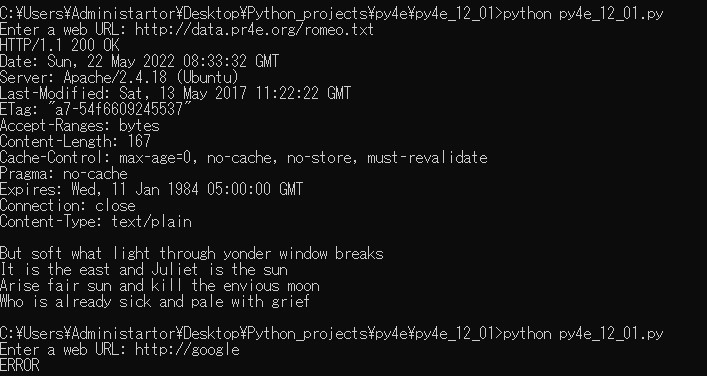 C:¥Users¥Administartor¥Desktop¥Python_projects¥py4e¥py4e_12_01>python py4e_12_01.py
Enter a web URL: http://data.pr4e.org/romeo.txt
HTTP/1.1 200 OK
Date: Sun, 22 May 2022 08:33:32 GMT
Server: Apache/2.4.18 (Ubuntu)
Last-Modified: Sat, 13 May 2017 11:22:22 GMT
ETag: "a7-54f6609245537"
Accept-Ranges: bytes
Content-Length: 167
Cache-Control: max-age=0, no-cache, no-store, must-revalidate
Pragma: no-cache
Expires: Wed, 11 Jan 1984 05:00:00 GMT
Connection: close
Content-Type: text/plain

But soft what light through yonder window breaks
It is the east and Juliet is the sun
Arise fair sun and kill the envious moon
Who is already sick and pale with grief

C:¥Users¥Administartor¥Desktop¥Python_projects¥py4e¥py4e_12_01>python py4e_12_01.py
Enter a web URL: http://google
ERROR